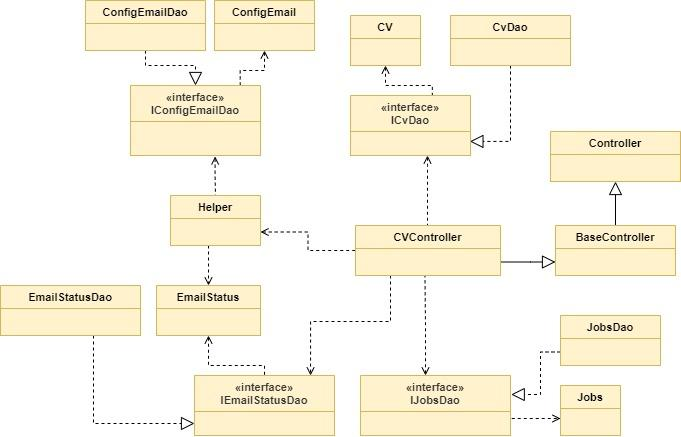 ConfigEmailDao
ConfigEmail
CV
CvDao
«interface»
IConfigEmailDao
«interface»
ICvDao
Controller
Helper
CVController
BaseController
EmailStatusDao
EmailStatus
JobsDao
«interface»
IEmailStatusDao
«interface»
IJobsDao
Jobs